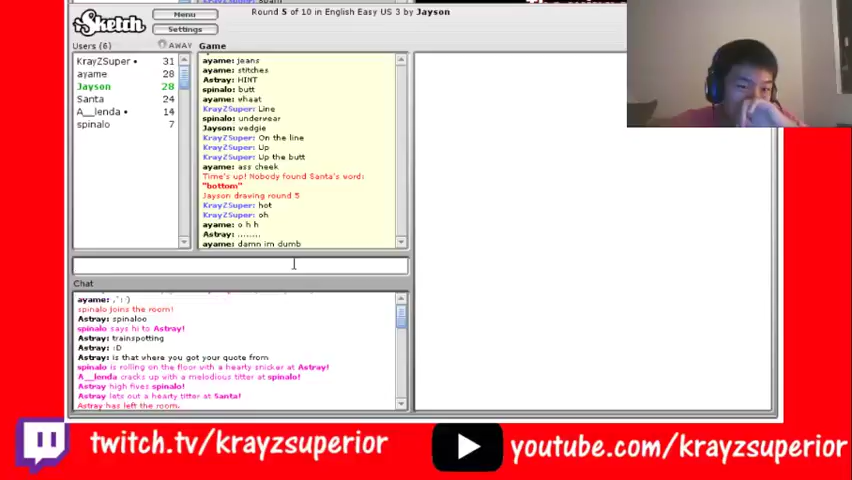 iSketch
Menu
Settings
Round 5 of 10 in English Easy US 3 by Jayson
Users (6)
AWAY
KrayZSuper • 31
ayame 28
Jayson 28
Santa 24
A__lenda • 14
spinalo 7
Game
ayame: jeans
ayame: stitches
Astray: HINT
spinalo: butt
ayame: whaat
KrayZSuper: Line
spinalo: underwear
Jayson: vedgie
KrayZSuper: On the line
KrayZSuper: Up
KrayZSuper: Up the butt
ayame: ass cheek
Time's up! Nobody found Santa's word:
"bottom"
Jayson drawing round 5
KrayZSuper: hot
KrayZSuper: oh
ayame: o h h
Astray: ........
ayame: damn im dumb
Chat
spinalo joins the room!
Astray: spinaloo
spinalo says hi to Astray!
Astray: trainspotting
Astray: :D
Astray: is that where you got your quote from
spinalo is rolling on the floor with a hearty snicker at Astray!
A__lenda cracks up with a melodious titter at spinalo!
Astray high fives spinalo!
Astray lets out a hearty titter at Santa!
Astray has left the room.
twitch.tv/krayzsuperior
youtube.com/krayzsuperior